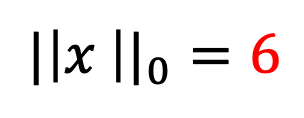 ||x ||₀ = 6